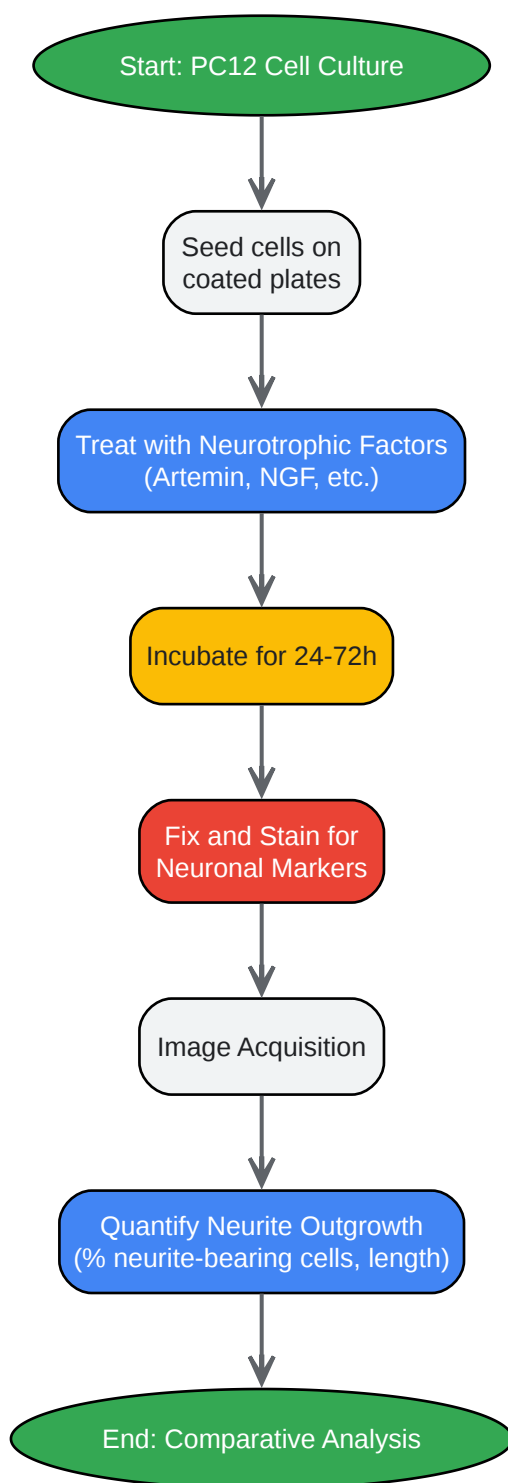 Start: PC12 Cell Culture
Seed cells on
coated plates
Treat with Neurotrophic Factors
(Artemin, NGF, etc.)
Incubate for 24-72h
Fix and Stain for
Neuronal Markers
Image Acquisition
Quantify Neurite Outgrowth
(% neurite-bearing cells, length)
End: Comparative Analysis